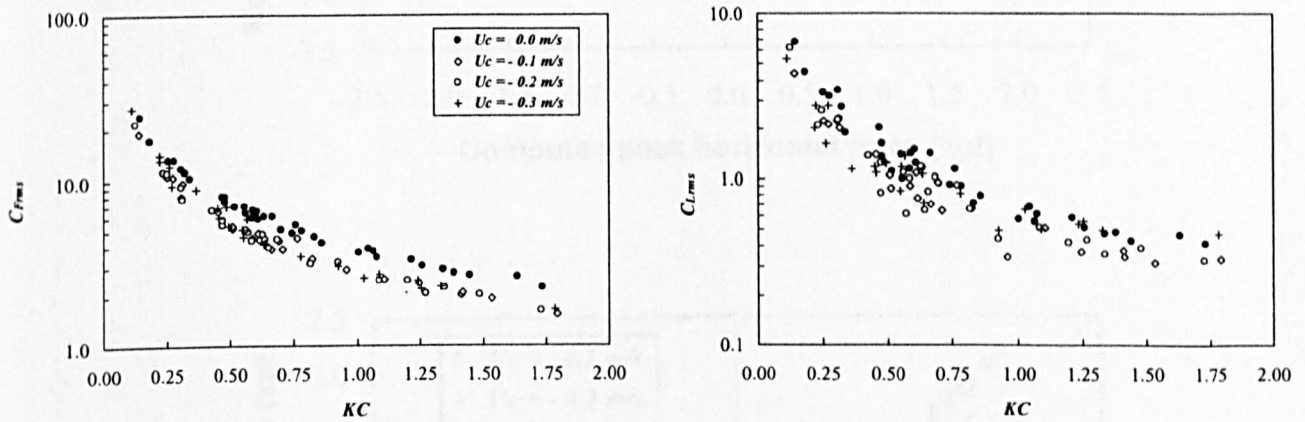 100.0
10.0
1.0
C_Frms
Uc = 0.0 m/s
Uc = - 0.1 m/s
Uc = - 0.2 m/s
Uc = - 0.3 m/s
0.00 0.25 0.50 0.75 1.00 1.25 1.50 1.75 2.00
KC
10.0
1.0
0.1
C_Lrms
0.00 0.25 0.50 0.75 1.00 1.25 1.50 1.75 2.00
KC